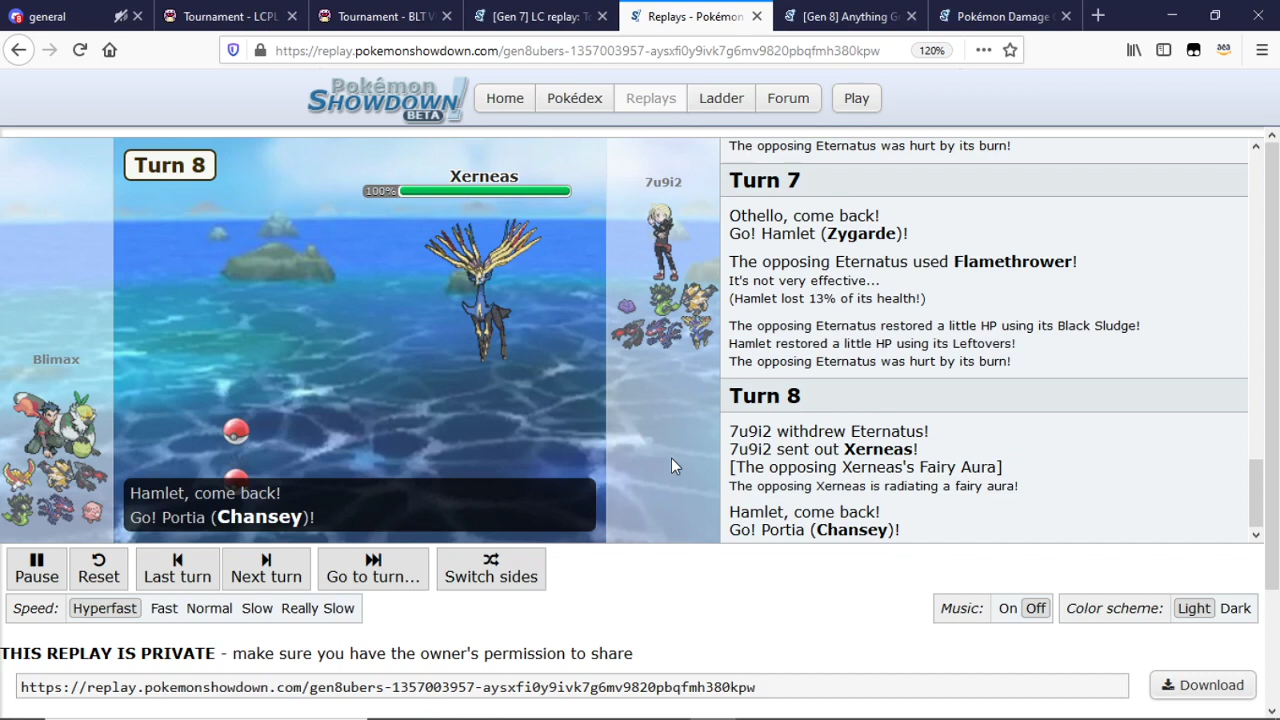 general
Tournament - LCPL
Tournament - BLT V
[Gen 7] LC replay: To
Replays - Pokémon
[Gen 8] Anything G
Pokémon Damage C
https://replay.pokemonshowdown.com/gen8ubers-1357003957-aysxfi0y9ivk7g6mv9820pbqfmh380kpw
120%
Pokémon
SHOWDOWN!
BETA
Home
Pokédex
Replays
Ladder
Forum
Play
Turn 8
Xerneas
100%
7u9i2
Blimax
Hamlet, come back!
Go! Portia (Chansey)!
The opposing Eternatus was hurt by its burn!
Turn 7
Othello, come back!
Go! Hamlet (Zygarde)!
The opposing Eternatus used Flamethrower!
It's not very effective...
(Hamlet lost 13% of its health!)
The opposing Eternatus restored a little HP using its Black Sludge!
Hamlet restored a little HP using its Leftovers!
The opposing Eternatus was hurt by its burn!
Turn 8
7u9i2 withdrew Eternatus!
7u9i2 sent out Xerneas!
[The opposing Xerneas's Fairy Aura]
The opposing Xerneas is radiating a fairy aura!
Hamlet, come back!
Go! Portia (Chansey)!
Pause
Reset
Last turn
Next turn
Go to turn...
Switch sides
Speed: Hyperfast Fast Normal Slow Really Slow
Music: On Off
Color scheme: Light Dark
THIS REPLAY IS PRIVATE - make sure you have the owner's permission to share
https://replay.pokemonshowdown.com/gen8ubers-1357003957-aysxfi0y9ivk7g6mv9820pbqfmh380kpw
Download